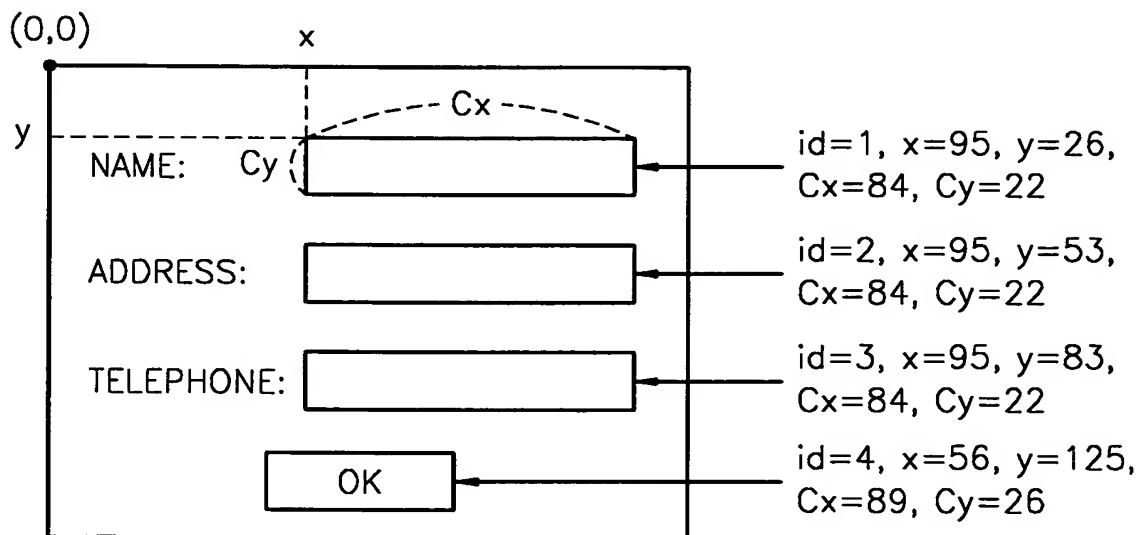 (0,0)
x
Cx
y
NAME:
Cy
id=1, x=95, y=26,
Cx=84, Cy=22
ADDRESS:
id=2, x=95, y=53,
Cx=84, Cy=22
TELEPHONE:
id=3, x=95, y=83,
Cx=84, Cy=22
OK
id=4, x=56, y=125,
Cx=89, Cy=26